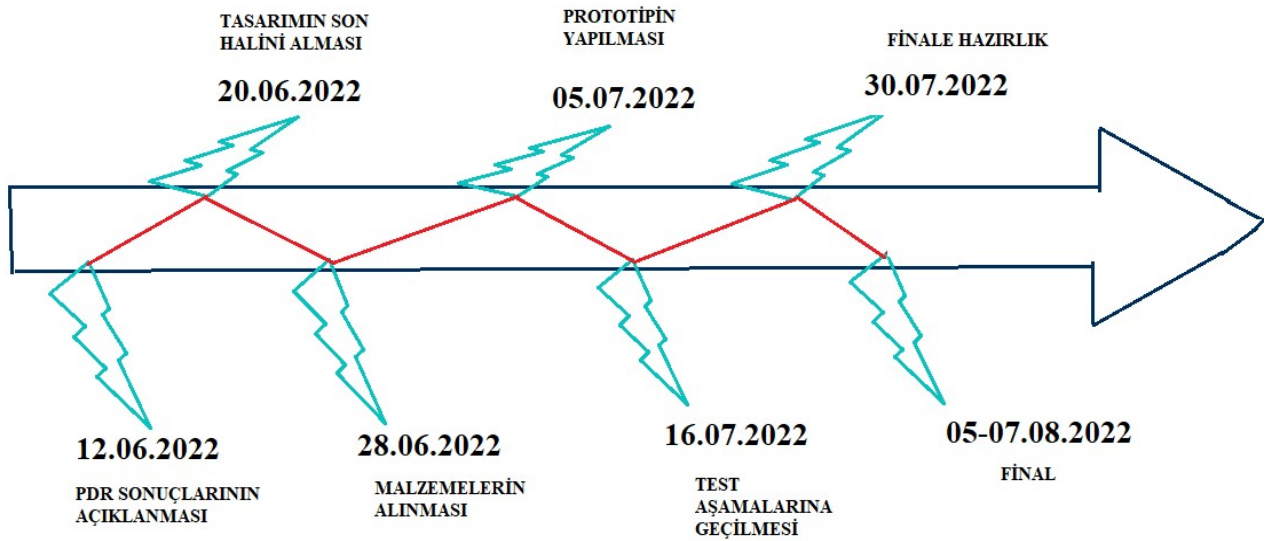 TASARIMIN SON
HALİNİ ALMASI
20.06.2022
PROTOTİPİN
YAPILMASI
05.07.2022
FİNALE HAZIRLIK
30.07.2022
12.06.2022
PDR SONUÇLARININ
AÇIKLANMASI
28.06.2022
MALZEMELERİN
ALINMASI
16.07.2022
TEST
AŞAMALARINA
GEÇİLMESİ
05-07.08.2022
FİNAL